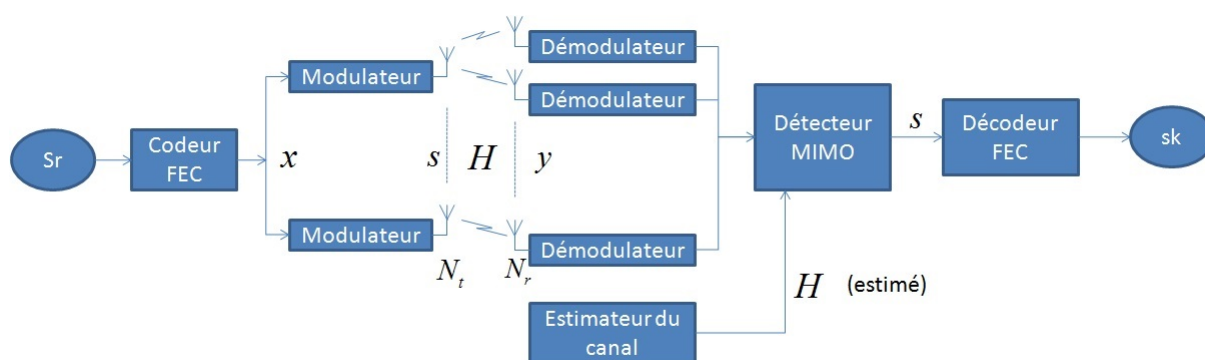 Sr
Codeur
FEC
x
Modulateur
Modulateur
s
H
y
N_t
N_r
Démodulateur
Démodulateur
Démodulateur
Estimateur du
canal
Détecteur
MIMO
H (estimé)
s
Décodeur
FEC
sk